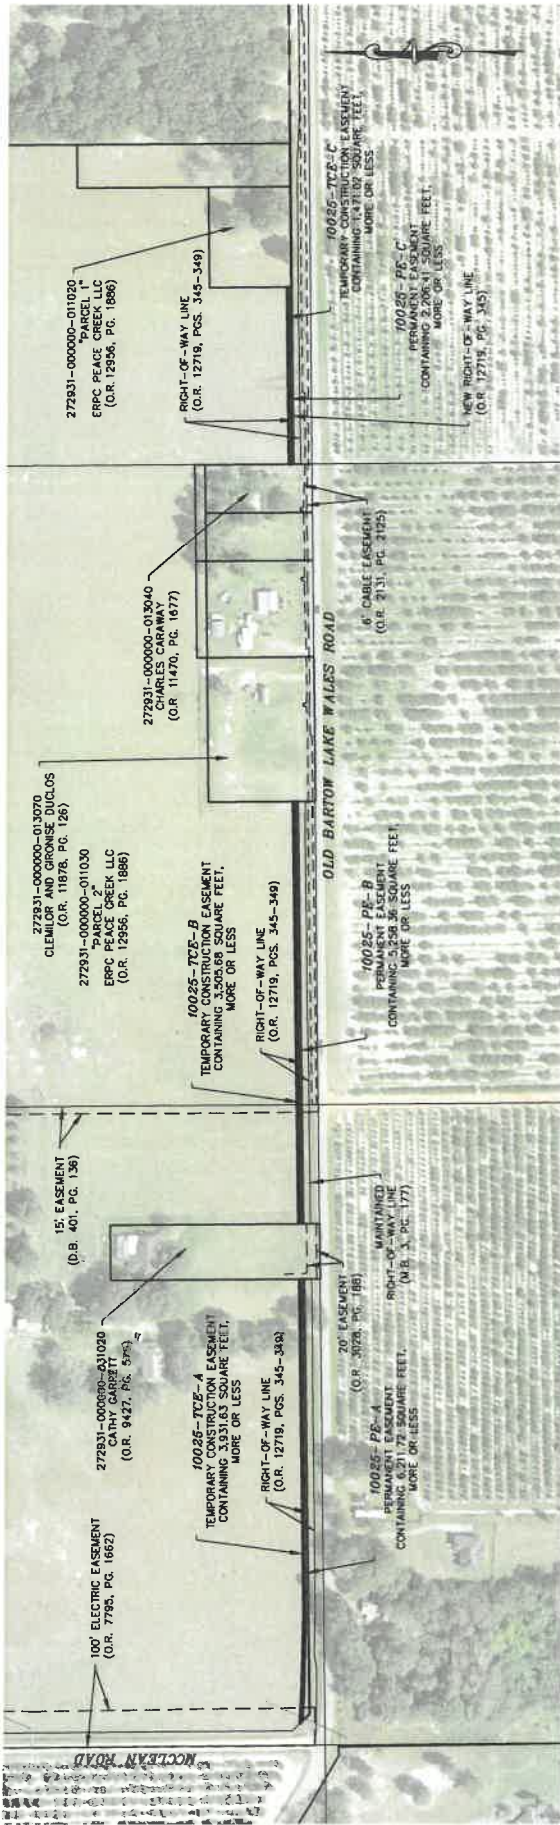 100' ELECTRIC EASEMENT
(O.R. 7795, PG. 1662)
MCCLEAN ROAD
272931-000000-031020
CATHY GARRETT
(O.R. 9427, PG.
15' EASEMENT
(D.B. 401, PG. 136)
10025-TCE-A
TEMPORARY CONSTRUCTION EASEMENT
CONTAINING 3,931.63 SQUARE FEET,
MORE OR LESS
RIGHT-OF-WAY LINE
(O.R. 12719, PGS. 345-349)
10025-PE-A
PERMANENT EASEMENT
CONTAINING 6,211.72 SQUARE FEET,
MORE OR LESS
20' EASEMENT
(O.R. 3028, PG. 188)
MAINTAINED
RIGHT-OF-WAY LINE
(M.B. 3, PG. 177)
272931-000000-013070
CLEMILOR AND GIRONISE DUCLOS
(O.R. 11678, PG. 126)
272931-000000-011030
"PARCEL 2"
ERPC PEACE CREEK LLC
(O.R. 12956, PG. 1886)
10025-TCE-B
TEMPORARY CONSTRUCTION EASEMENT
CONTAINING 3,505.68 SQUARE FEET,
MORE OR LESS
RIGHT-OF-WAY LINE
(O.R. 12719, PGS. 345-349)
10025-PE-B
PERMANENT EASEMENT
CONTAINING 5,258.36 SQUARE FEET,
MORE OR LESS
OLD BARTOW LAKE WALES ROAD
272931-000000-013040
CHARLES CARAWAY
(O.R. 11470, PG. 1677)
6' CABLE EASEMENT
(O.R. 2131, PG. 2125)
272931-000000-011020
"PARCEL 1"
ERPC PEACE CREEK LLC
(O.R. 12956, PG. 1886)
RIGHT-OF-WAY LINE
(O.R. 12719, PGS. 345-349)
10025-TCE-C
TEMPORARY CONSTRUCTION EASEMENT
CONTAINING 1,471.02 SQUARE FEET,
MORE OR LESS
10025-PE-C
PERMANENT EASEMENT
CONTAINING 2,206.41 SQUARE FEET,
MORE OR LESS
NEW RIGHT-OF-WAY LINE
(O.R. 12719, PG. 345)